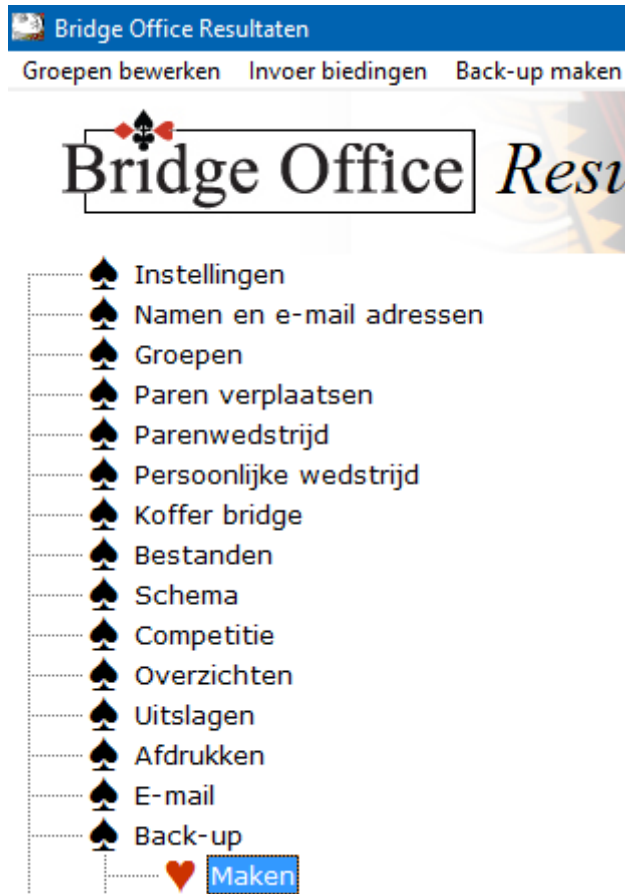 Bridge Office Resultaten
Groepen bewerken Invoer biedingen Back-up maken
Bridge Office Resu
Instellingen
Namen en e-mail adressen
Groepen
Paren verplaatsen
Parenwedstrijd
Persoonlijke wedstrijd
Koffer bridge
Bestanden
Schema
Competitie
Overzichten
Uitslagen
Afdrukken
E-mail
Back-up
Maken